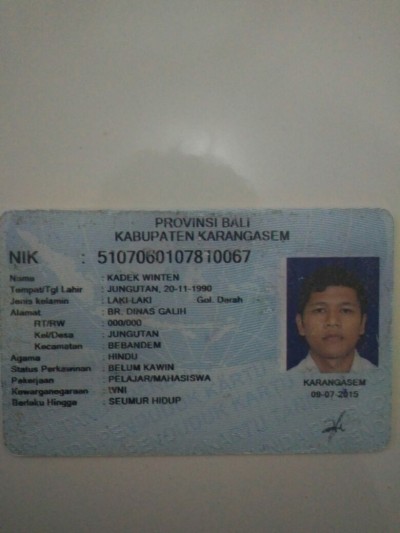 PROVINSI BALI
KABUPATEN KARANGASEM
NIK : 5107060107810067
Nama : KADEK WINTEN
Tempat/Tgl Lahir : JUNGUTAN, 20-11-1990
Jenis kelamin : LAKI-LAKI Gol. Darah
Alamat : BR. DINAS GALIH
RT/RW : 000/000
Kel/Desa : JUNGUTAN
Kecamatan : BEBANDEM
Agama : HINDU
Status Perkawinan : BELUM KAWIN
Pekerjaan : PELAJAR/MAHASISWA
Kewarganegaraan : WNI
Berlaku Hingga : SEUMUR HIDUP
KARANGASEM
09-07-2015